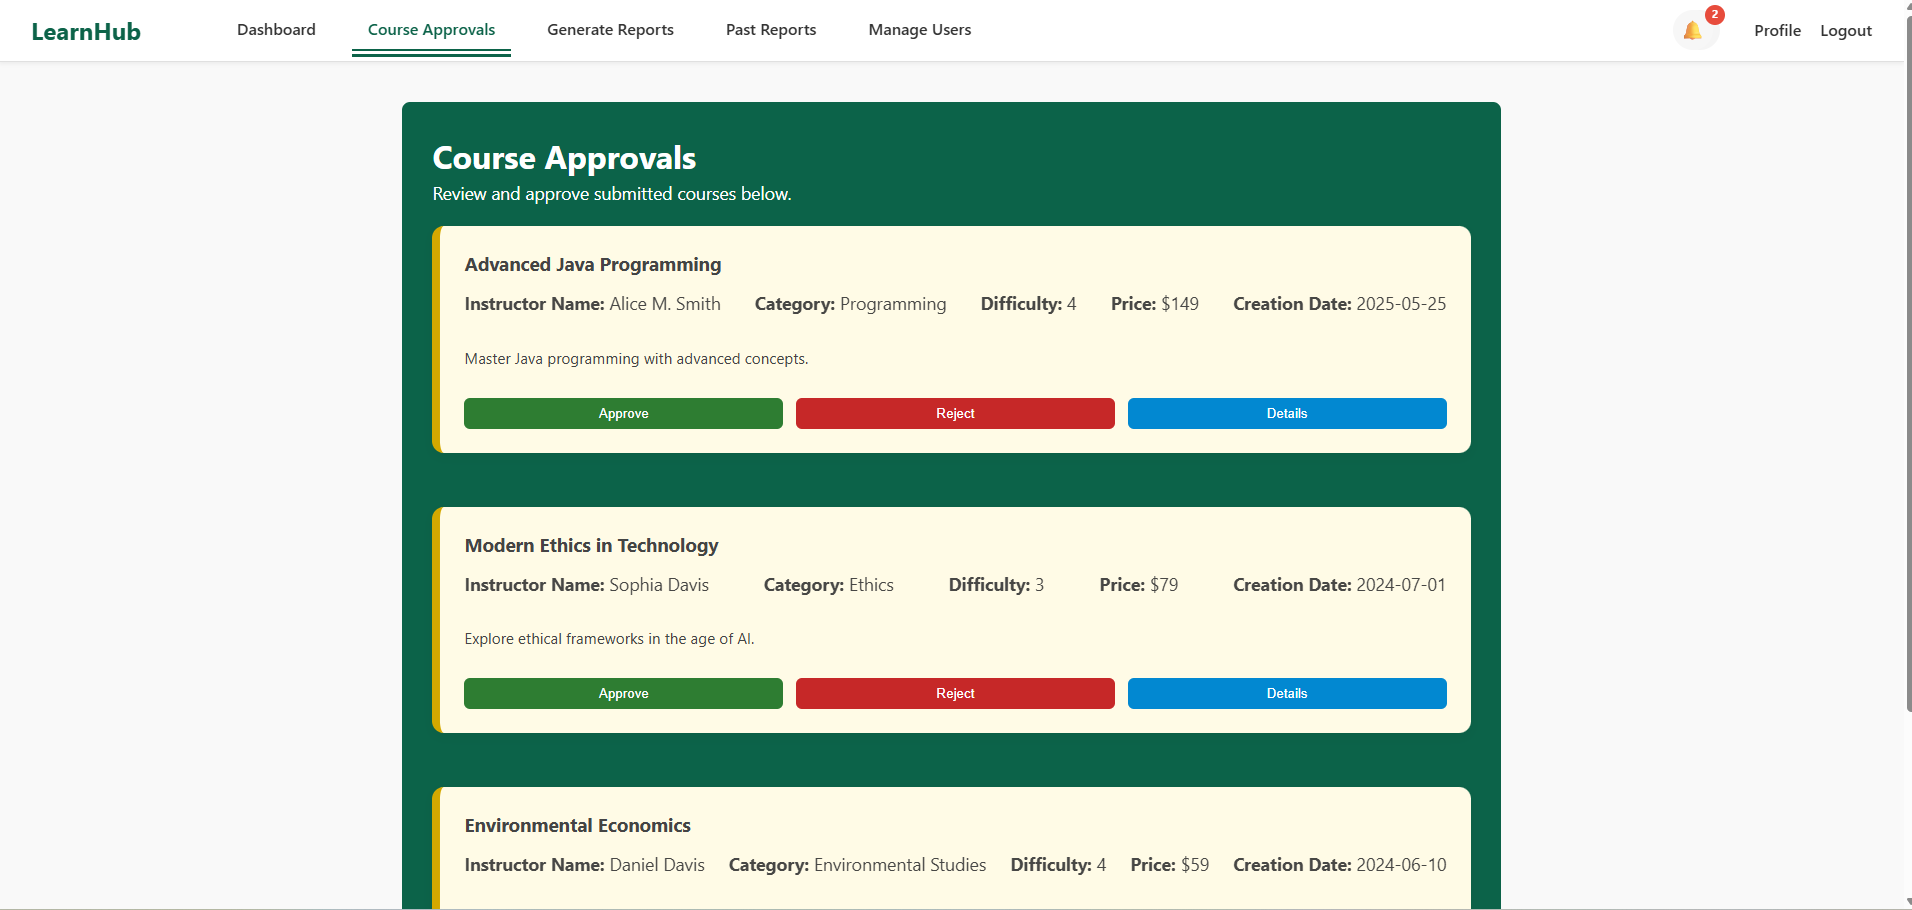 LearnHub Dashboard Course Approvals Generate Reports Past Reports Manage Users 2 Profile Logout
Course Approvals
Review and approve submitted courses below.
Advanced Java Programming
Instructor Name: Alice M. Smith Category: Programming Difficulty: 4 Price: $149 Creation Date: 2025-05-25
Master Java programming with advanced concepts.
Approve Reject Details
Modern Ethics in Technology
Instructor Name: Sophia Davis Category: Ethics Difficulty: 3 Price: $79 Creation Date: 2024-07-01
Explore ethical frameworks in the age of AI.
Approve Reject Details
Environmental Economics
Instructor Name: Daniel Davis Category: Environmental Studies Difficulty: 4 Price: $59 Creation Date: 2024-06-10